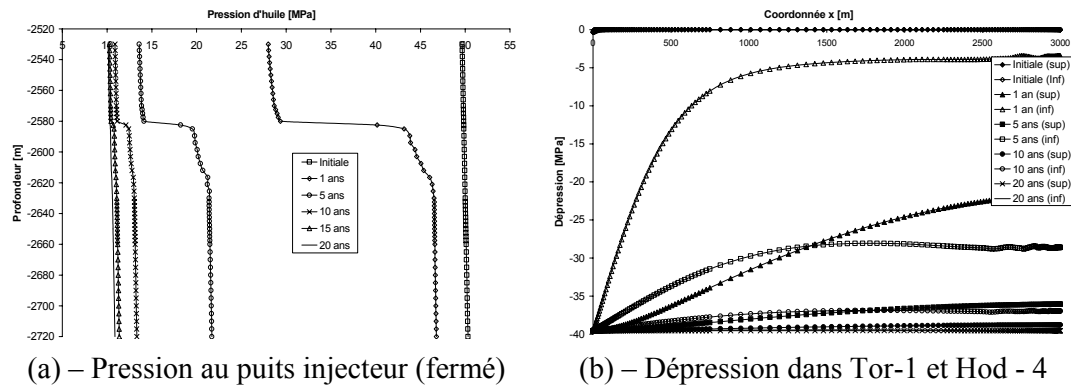 Pression d'huile [MPa]
5 10 15 20 25 30 35 40 45 50 55
-2520
-2540
-2560
-2580
-2600
-2620
-2640
-2660
-2680
-2700
-2720
Profondeur [m]
Initiale
1 ans
5 ans
10 ans
15 ans
20 ans
(a) – Pression au puits injecteur (fermé)
Coordonnée x [m]
0 500 1000 1500 2000 2500 3000
0
-5
-10
-15
-20
-25
-30
-35
-40
Dépression [MPa]
Initiale (sup)
Initiale (Inf)
1 an (sup)
1 an (inf)
5 ans (sup)
5 ans (inf)
10 ans (sup)
10 ans (inf)
20 ans (sup)
20 ans (inf)
(b) – Dépression dans Tor-1 et Hod - 4